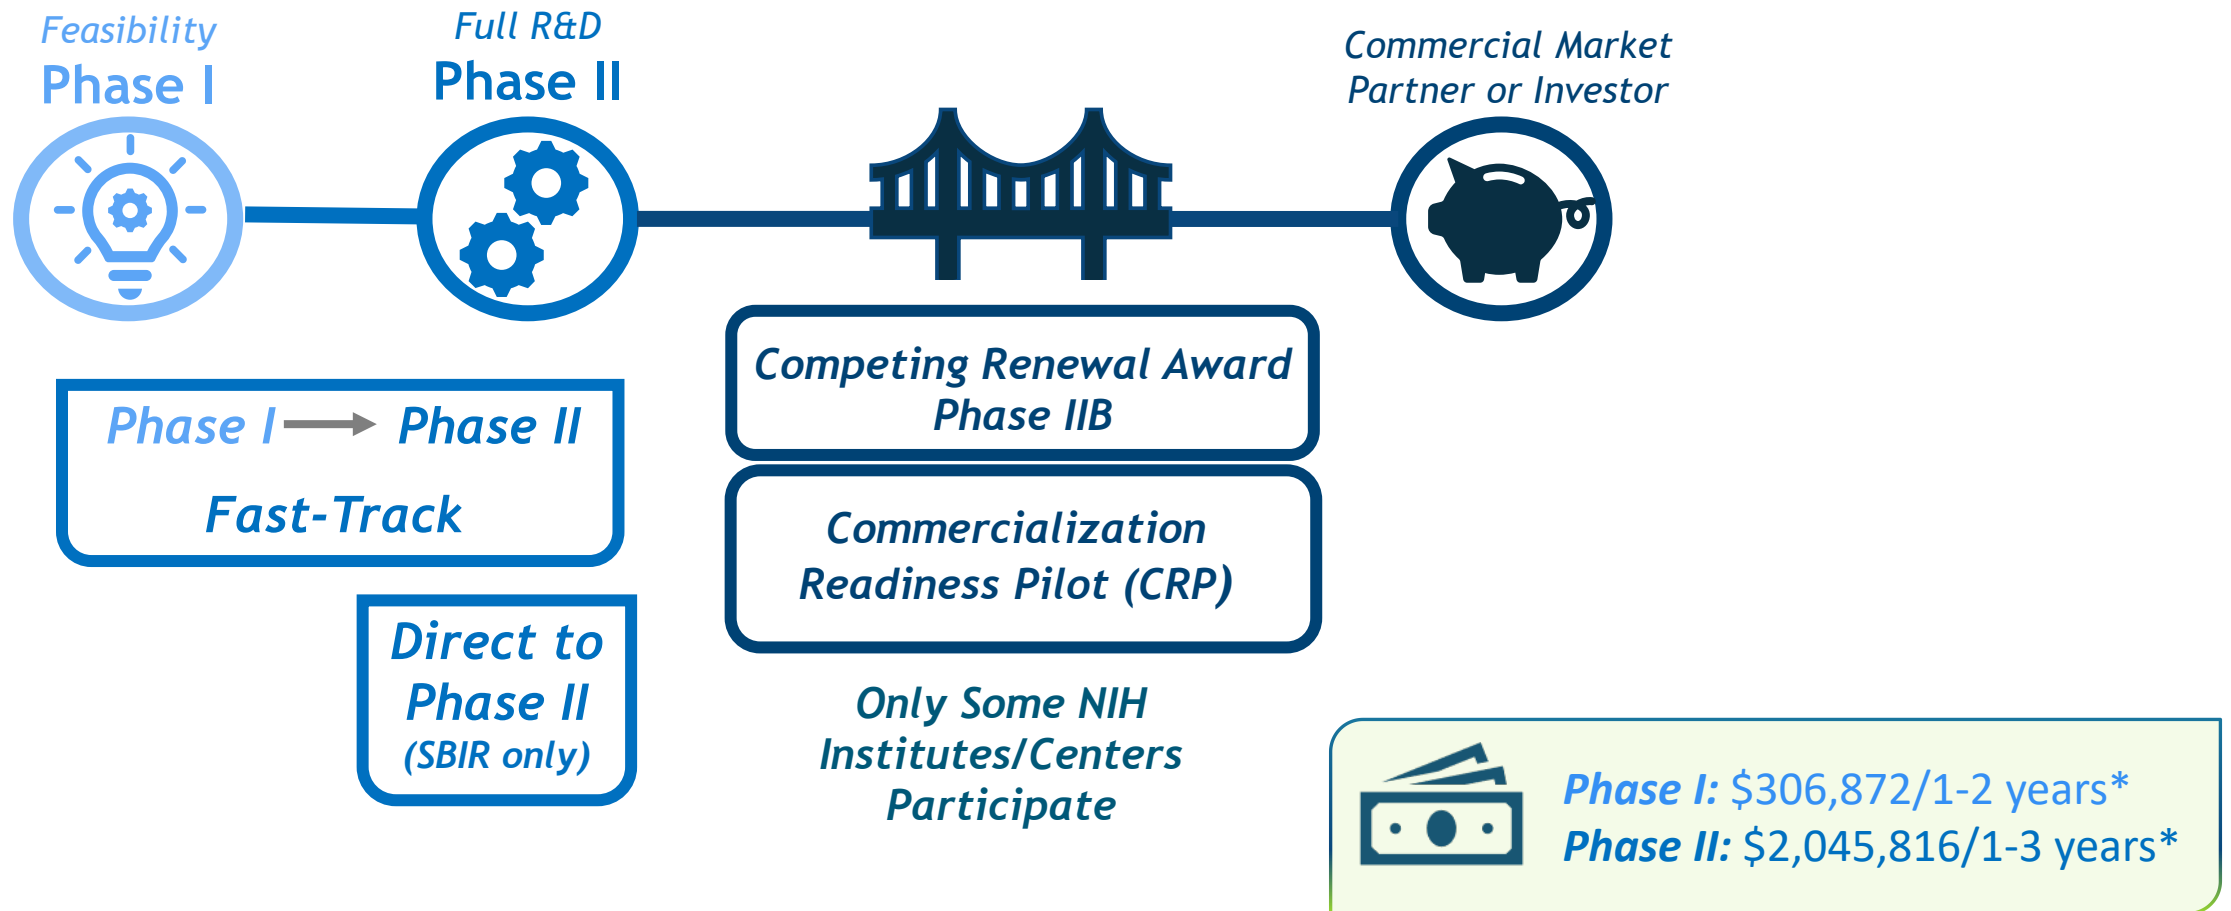 Feasibility
Phase I
Full R&D
Phase II
Commercial Market
Partner or Investor
Phase I
Phase II
Fast-Track
Direct to
Phase II
(SBIR only)
Competing Renewal Award
Phase IIB
Commercialization
Readiness Pilot (CRP)
Only Some NIH
Institutes/Centers
Participate
Phase I: $306,872/1-2 years*
Phase II: $2,045,816/1-3 years*